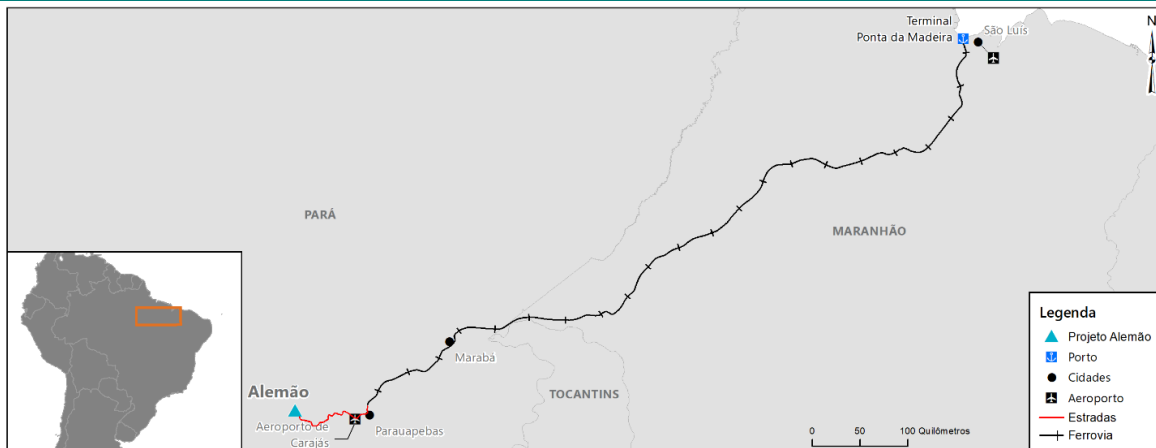 Terminal
Ponta da Madeira
São Luís
N
PARÁ
MARANHÃO
Marabá
TOCANTINS
Alemão
Aeroporto de
Carajás
Parauapebas
0 50 100 Quilômetros
Legenda
Projeto Alemão
Porto
Cidades
Aeroporto
Estradas
Ferrovia